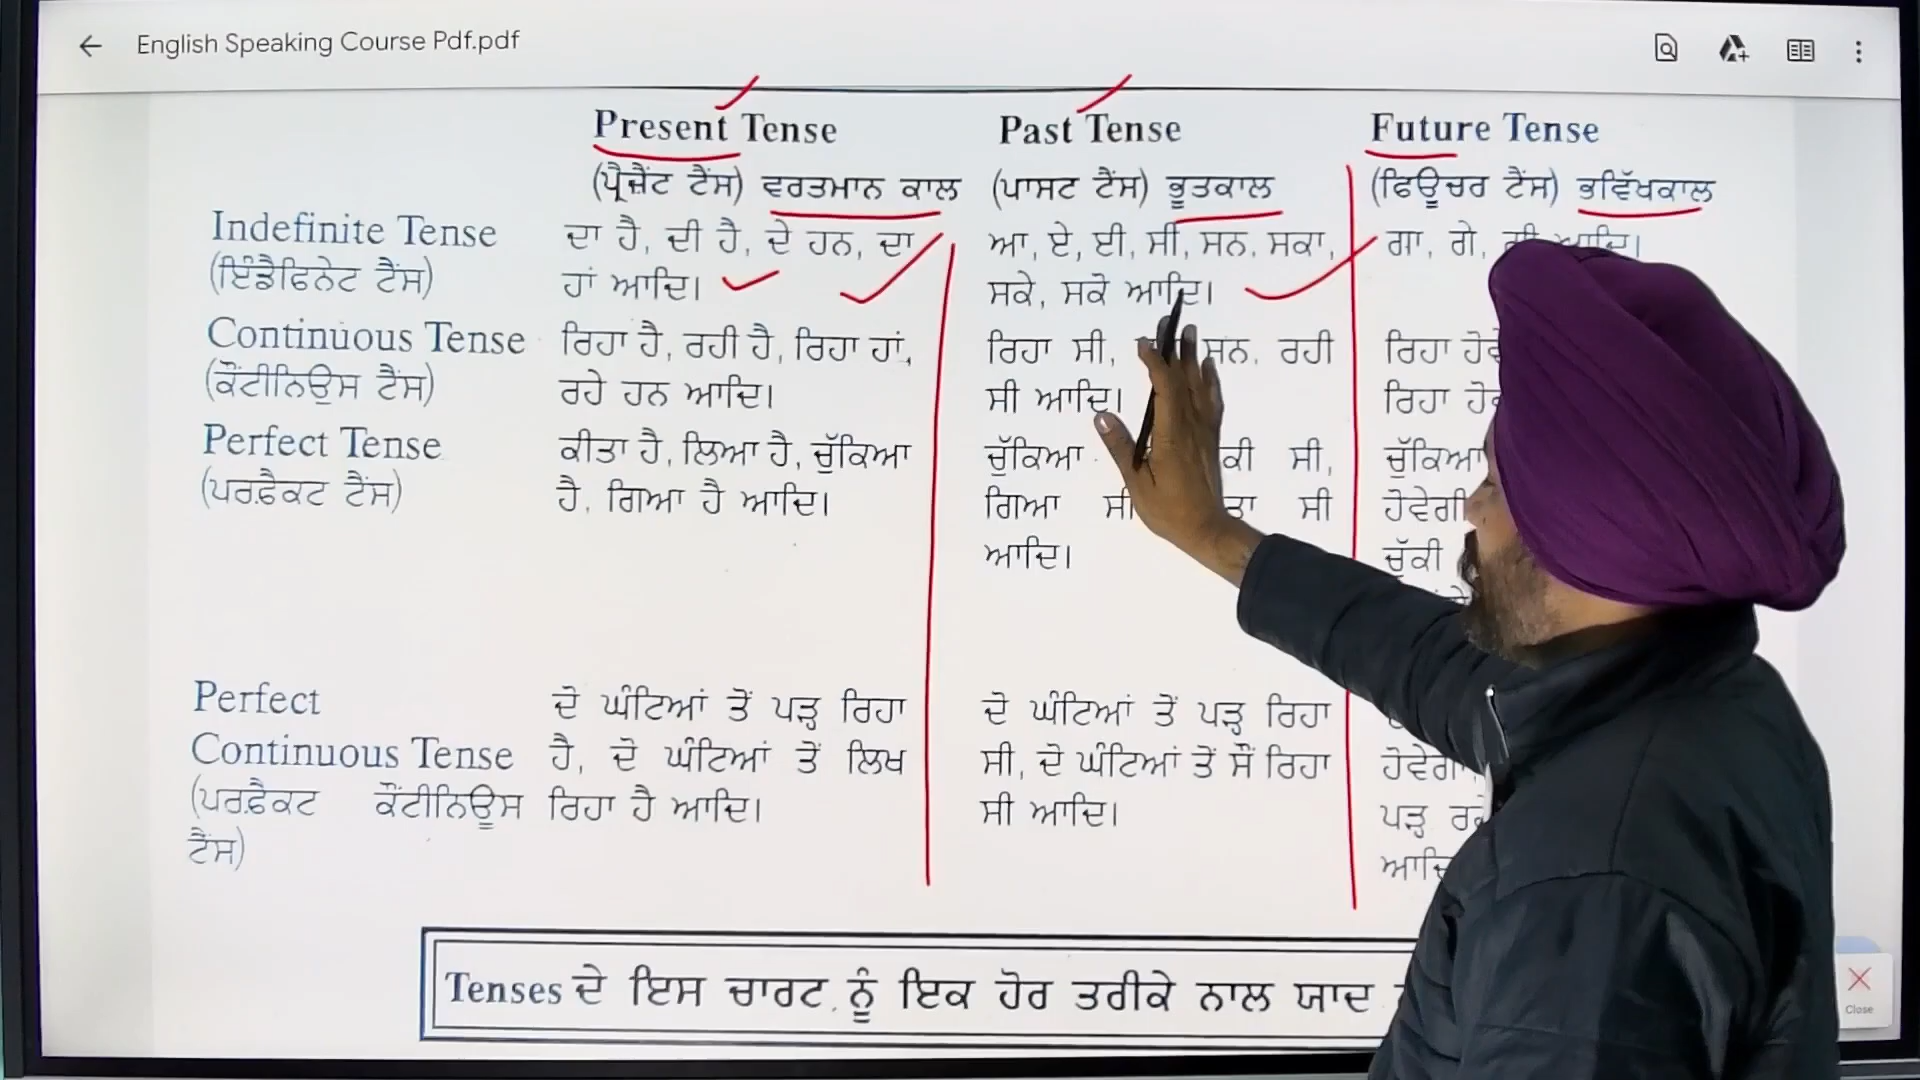 English Speaking Course Pdf.pdf
Present Tense Past Tense Future Tense
(ਪ੍ਰੈਜ਼ੈਂਟ ਟੈਂਸ) ਵਰਤਮਾਨ ਕਾਲ (ਪਾਸਟ ਟੈਂਸ) ਭੂਤਕਾਲ (ਫਿਊਚਰ ਟੈਂਸ) ਭਵਿੱਖਕਾਲ
Indefinite Tense ਦਾ ਹੈ, ਦੀ ਹੈ, ਦੇ ਹਨ, ਦਾ ਆ, ਏ, ਈ, ਸੀ, ਸਨ, ਸਕਾ, ਗਾ, ਗੇ,
(ਇੰਡੈਫਿਨੇਟ ਟੈਂਸ) ਹਾਂ ਆਦਿ। ਸਕੇ, ਸਕੋ ਆਦਿ।
Continuous Tense ਰਿਹਾ ਹੈ, ਰਹੀ ਹੈ, ਰਿਹਾ ਹਾਂ, ਰਿਹਾ ਸੀ, ਸਨ, ਰਹੀ ਰਿਹਾ
(ਕੌਂਟੀਨਿਉਸ ਟੈਂਸ) ਰਹੇ ਹਨ ਆਦਿ। ਸੀ ਆਦਿ। ਰਿਹਾ
Perfect Tense ਕੀਤਾ ਹੈ, ਲਿਆ ਹੈ, ਚੁੱਕਿਆ ਚੁੱਕਿਆ ਸੀ, ਚੁੱਕਿਆ
(ਪਰਫ਼ੈਕਟ ਟੈਂਸ) ਹੈ, ਗਿਆ ਹੈ ਆਦਿ। ਗਿਆ ਸੀ ਸੀ ਹੋਵੇਗੀ
ਆਦਿ। ਚੁੱਕੀ
Perfect ਦੋ ਘੰਟਿਆਂ ਤੋਂ ਪੜ੍ਹ ਰਿਹਾ ਦੋ ਘੰਟਿਆਂ ਤੋਂ ਪੜ੍ਹ ਰਿਹਾ
Continuous Tense ਹੈ, ਦੋ ਘੰਟਿਆਂ ਤੋਂ ਲਿਖ ਸੀ, ਦੋ ਘੰਟਿਆਂ ਤੋਂ ਸੌਂ ਰਿਹਾ ਹੋਵੇਗਾ,
(ਪਰਫ਼ੈਕਟ ਕੌਂਟੀਨਿਊਸ ਰਿਹਾ ਹੈ ਆਦਿ। ਸੀ ਆਦਿ। ਪੜ੍ਹ
ਟੈਂਸ)
Tenses ਦੇ ਇਸ ਚਾਰਟ ਨੂੰ ਇਕ ਹੋਰ ਤਰੀਕੇ ਨਾਲ ਯਾਦ
Close